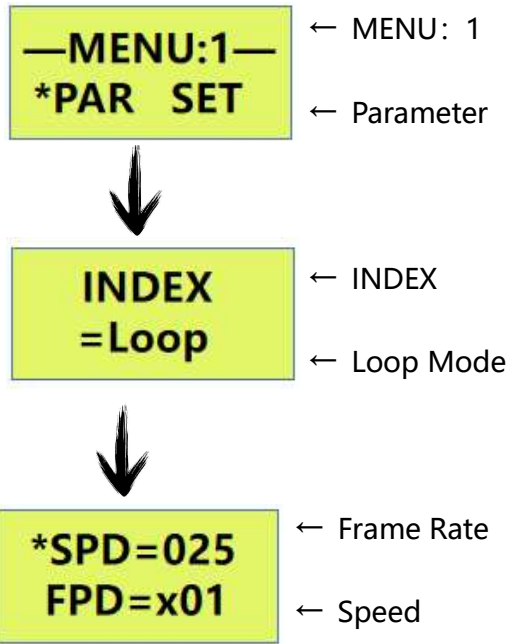 —MENU:1—
← MENU：1
*PAR SET
← Parameter
INDEX
← INDEX
=Loop
← Loop Mode
*SPD=025
← Frame Rate
FPD=x01
← Speed